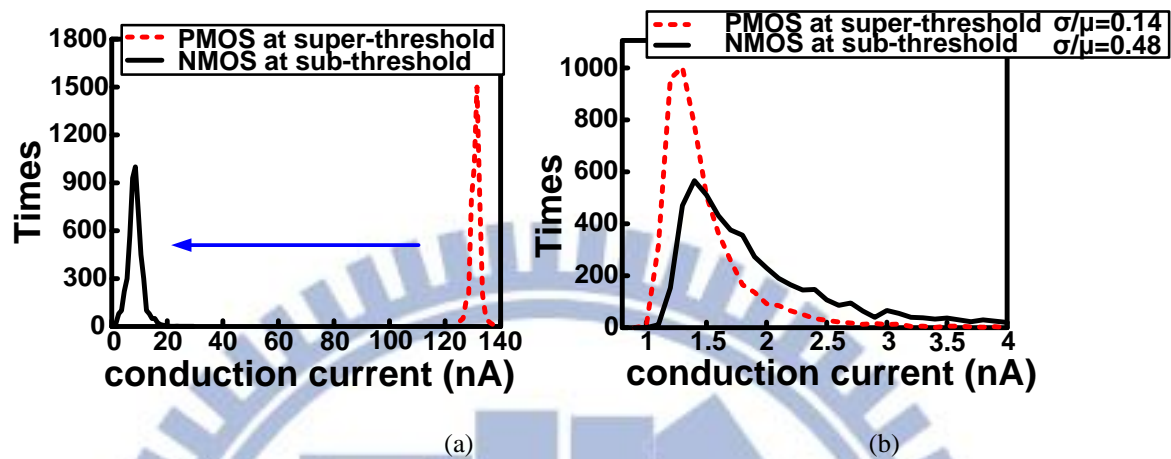 PMOS at super-threshold
NMOS at sub-threshold
Times
1800
1500
1200
900
600
300
0
0 20 40 60 80 100 120 140
conduction current (nA)
(a)
PMOS at super-threshold σ/μ=0.14
NMOS at sub-threshold σ/μ=0.48
Times
1000
800
600
400
200
0
1 1.5 2 2.5 3 3.5 4
conduction current (nA)
(b)